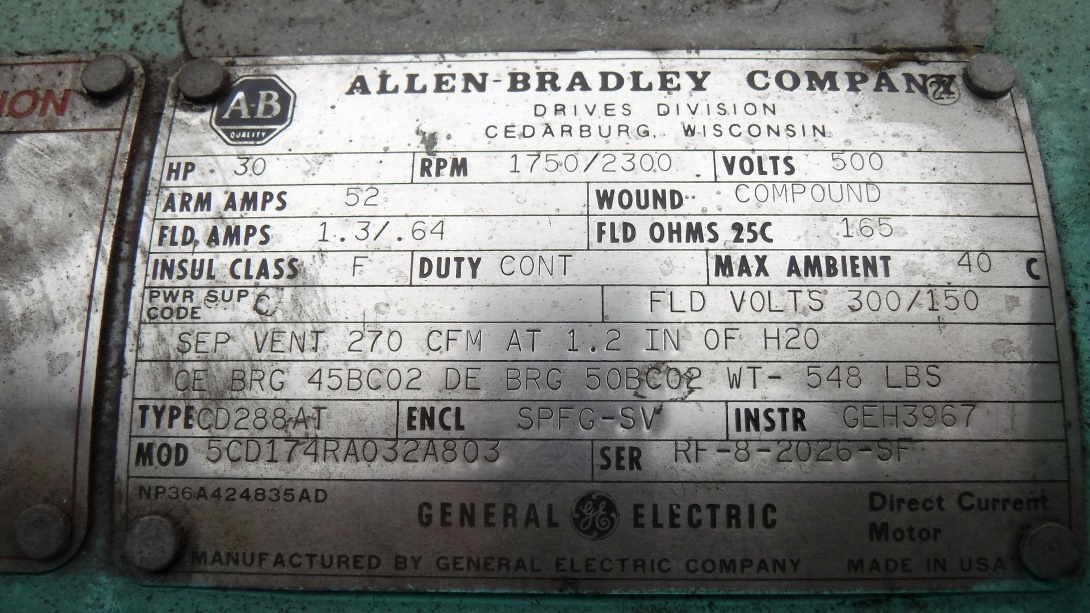 ION
A-B
QUALITY
ALLEN-BRADLEY COMPANY
DRIVES DIVISION
CEDARBURG, WISCONSIN
HP 30 RPM 1750/2300 VOLTS 500
ARM AMPS 52 WOUND COMPOUND
FLD. AMPS 1.3/.64 FLD OHMS 25C 165
INSUL CLASS F DUTY CONT MAX AMBIENT 40 C
PWR SUP CODE C FLD VOLTS 300/150
SEP VENT 270 CFM AT 1.2 IN OF H2O
CE BRG 45BC02 DE BRG 50BC02 WT- 548 LBS
TYPE CD288AT ENCL SPFG-SV INSTR GEH3967
MOD 5CD174RA032A803 SER RF-8-2026-SF
NP36A424835AD
GENERAL GE ELECTRIC
Direct Current
Motor
MANUFACTURED BY GENERAL ELECTRIC COMPANY MADE IN USA